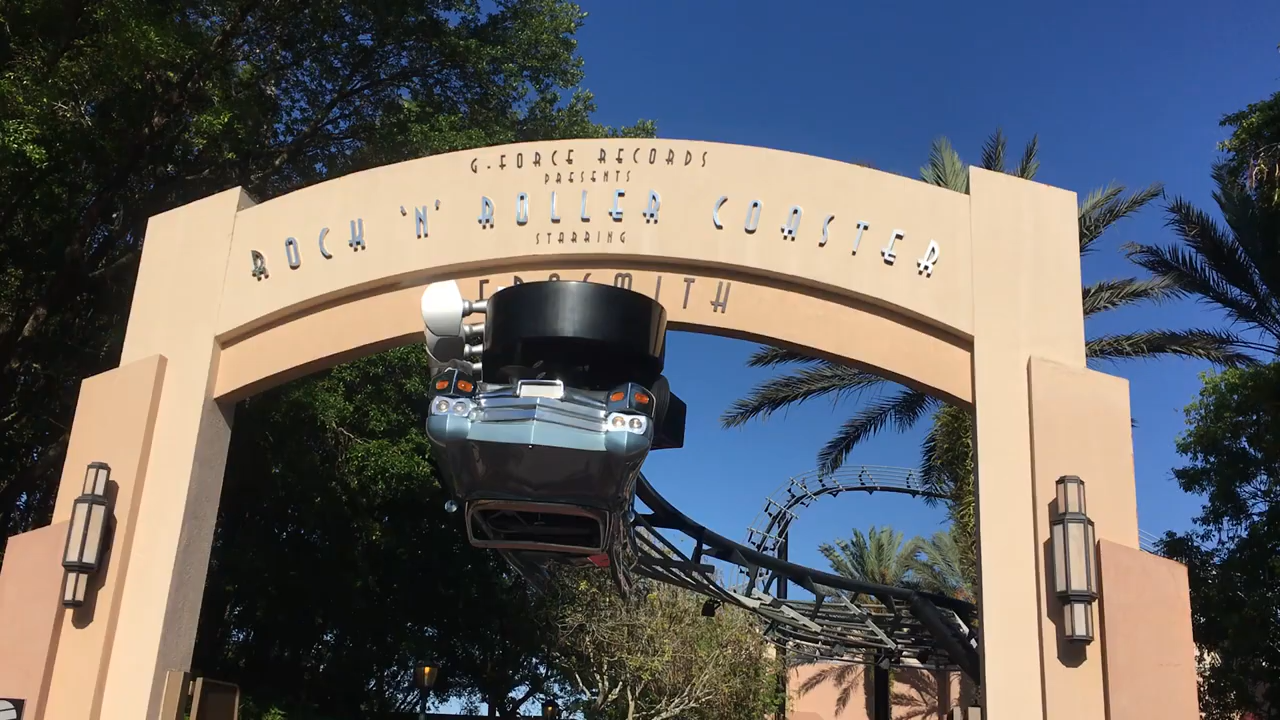 G-FORCE RECORDS
PRESENTS
ROCK 'N' ROLLER COASTER
STARRING